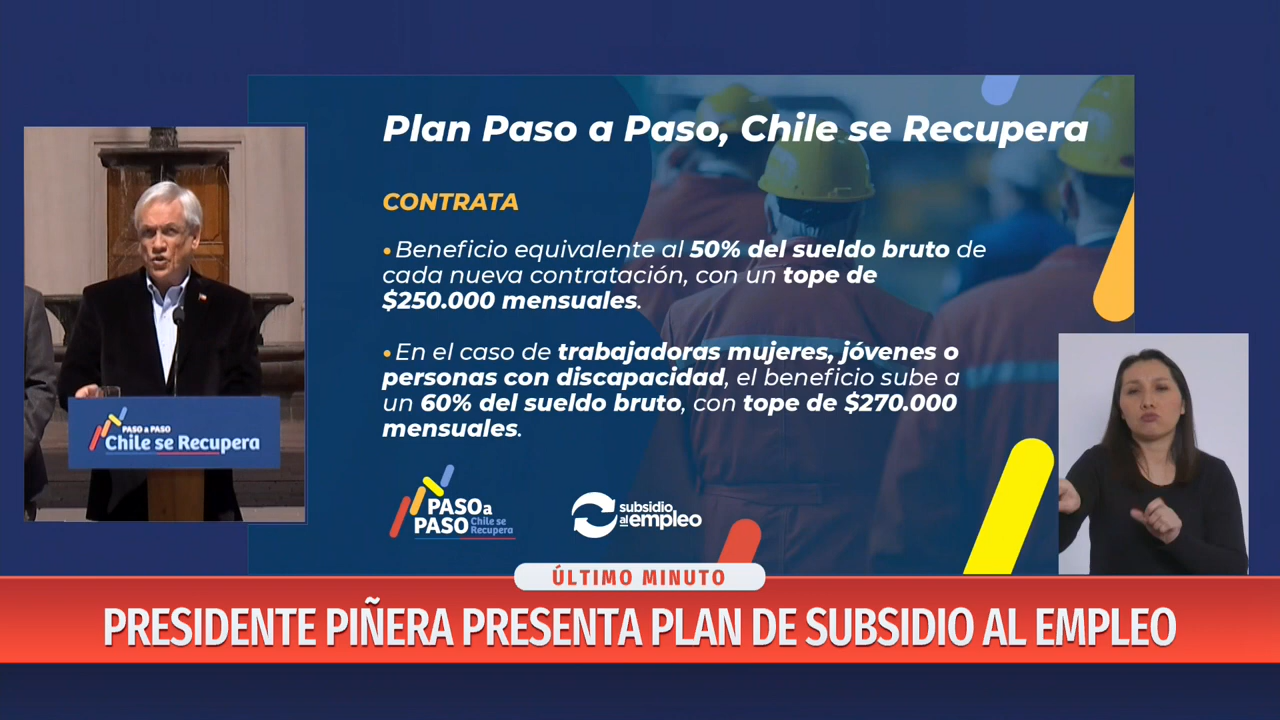 Plan Paso a Paso, Chile se Recupera
CONTRATA
•Beneficio equivalente al 50% del sueldo bruto de
cada nueva contratación, con un tope de
$250.000 mensuales.
•En el caso de trabajadoras mujeres, jóvenes o
personas con discapacidad, el beneficio sube a
un 60% del sueldo bruto, con tope de $270.000
mensuales.
PASO A PASO
Chile se Recupera
PASO a
PASO Chile se
Recupera
subsidio
al empleo
ÚLTIMO MINUTO
PRESIDENTE PIÑERA PRESENTA PLAN DE SUBSIDIO AL EMPLEO